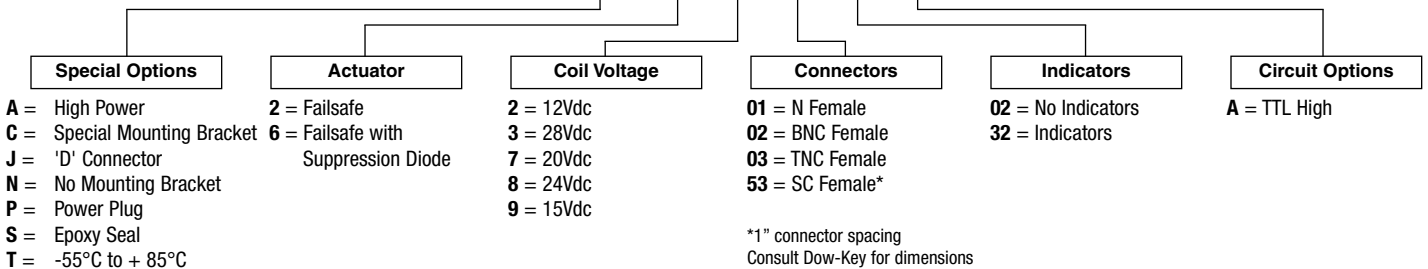 Special Options
A = High Power
C = Special Mounting Bracket
J = 'D' Connector
N = No Mounting Bracket
P = Power Plug
S = Epoxy Seal
T = -55°C to + 85°C
Actuator
2 = Failsafe
6 = Failsafe with
Suppression Diode
Coil Voltage
2 = 12Vdc
3 = 28Vdc
7 = 20Vdc
8 = 24Vdc
9 = 15Vdc
Connectors
01 = N Female
02 = BNC Female
03 = TNC Female
53 = SC Female*
*1” connector spacing
Consult Dow-Key for dimensions
Indicators
02 = No Indicators
32 = Indicators
Circuit Options
A = TTL High